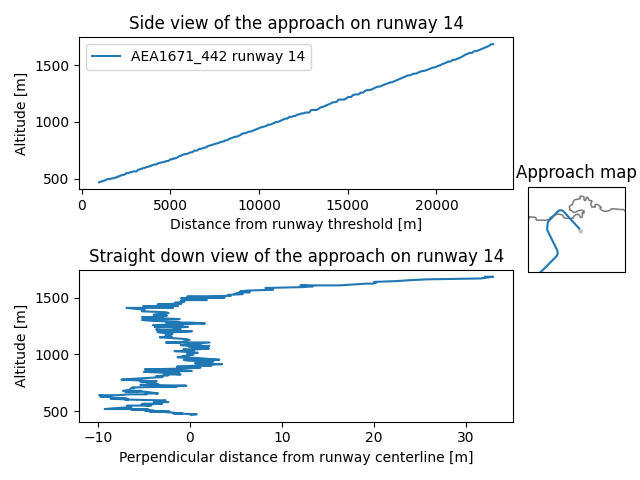 Side view of the approach on runway 14
AEA1671_442 runway 14
Altitude [m]
1500
1000
500
0
5000
10000
15000
20000
Distance from runway threshold [m]
Approach map
Straight down view of the approach on runway 14
Altitude [m]
1500
1000
500
−10
0
10
20
30
Perpendicular distance from runway centerline [m]